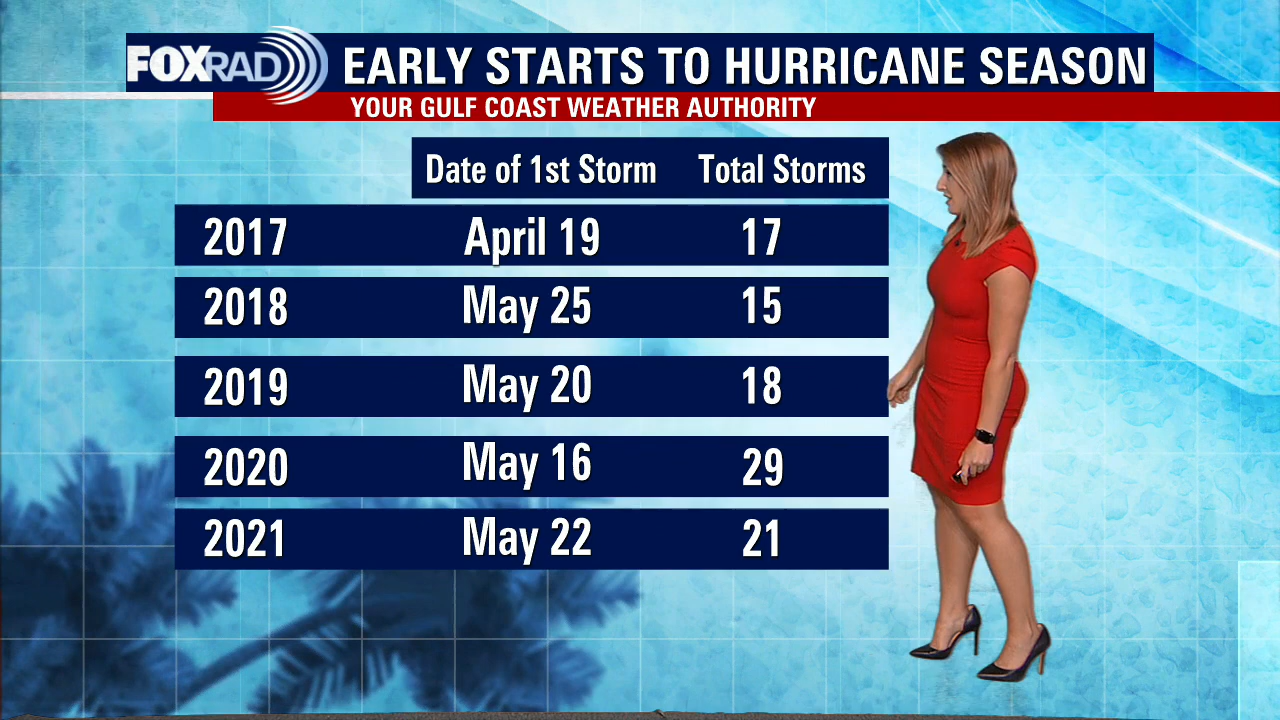 FOXRAD EARLY STARTS TO HURRICANE SEASON
YOUR GULF COAST WEATHER AUTHORITY
Date of 1st Storm Total Storms
2017 April 19 17
2018 May 25 15
2019 May 20 18
2020 May 16 29
2021 May 22 21